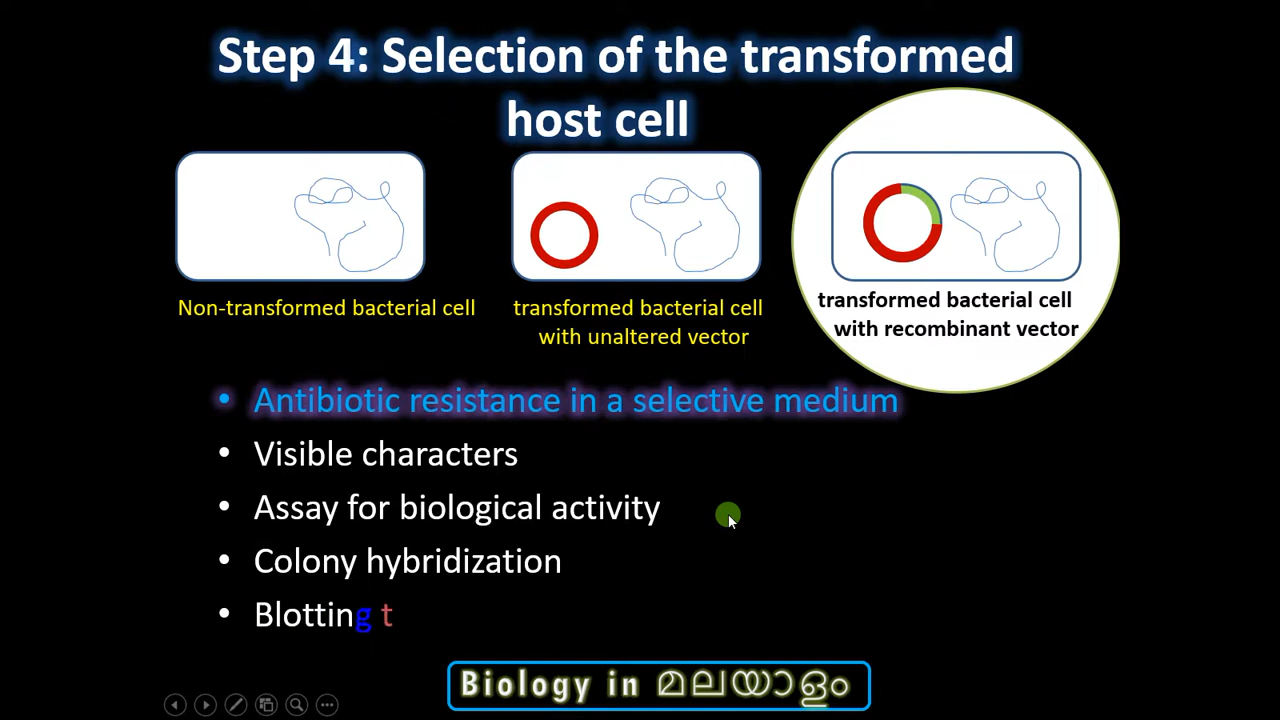 Step 4: Selection of the transformed
host cell
Non-transformed bacterial cell
transformed bacterial cell
with unaltered vector
transformed bacterial cell
with recombinant vector
• Antibiotic resistance in a selective medium
• Visible characters
• Assay for biological activity
• Colony hybridization
• Blotting t
Biology in മലയാളം